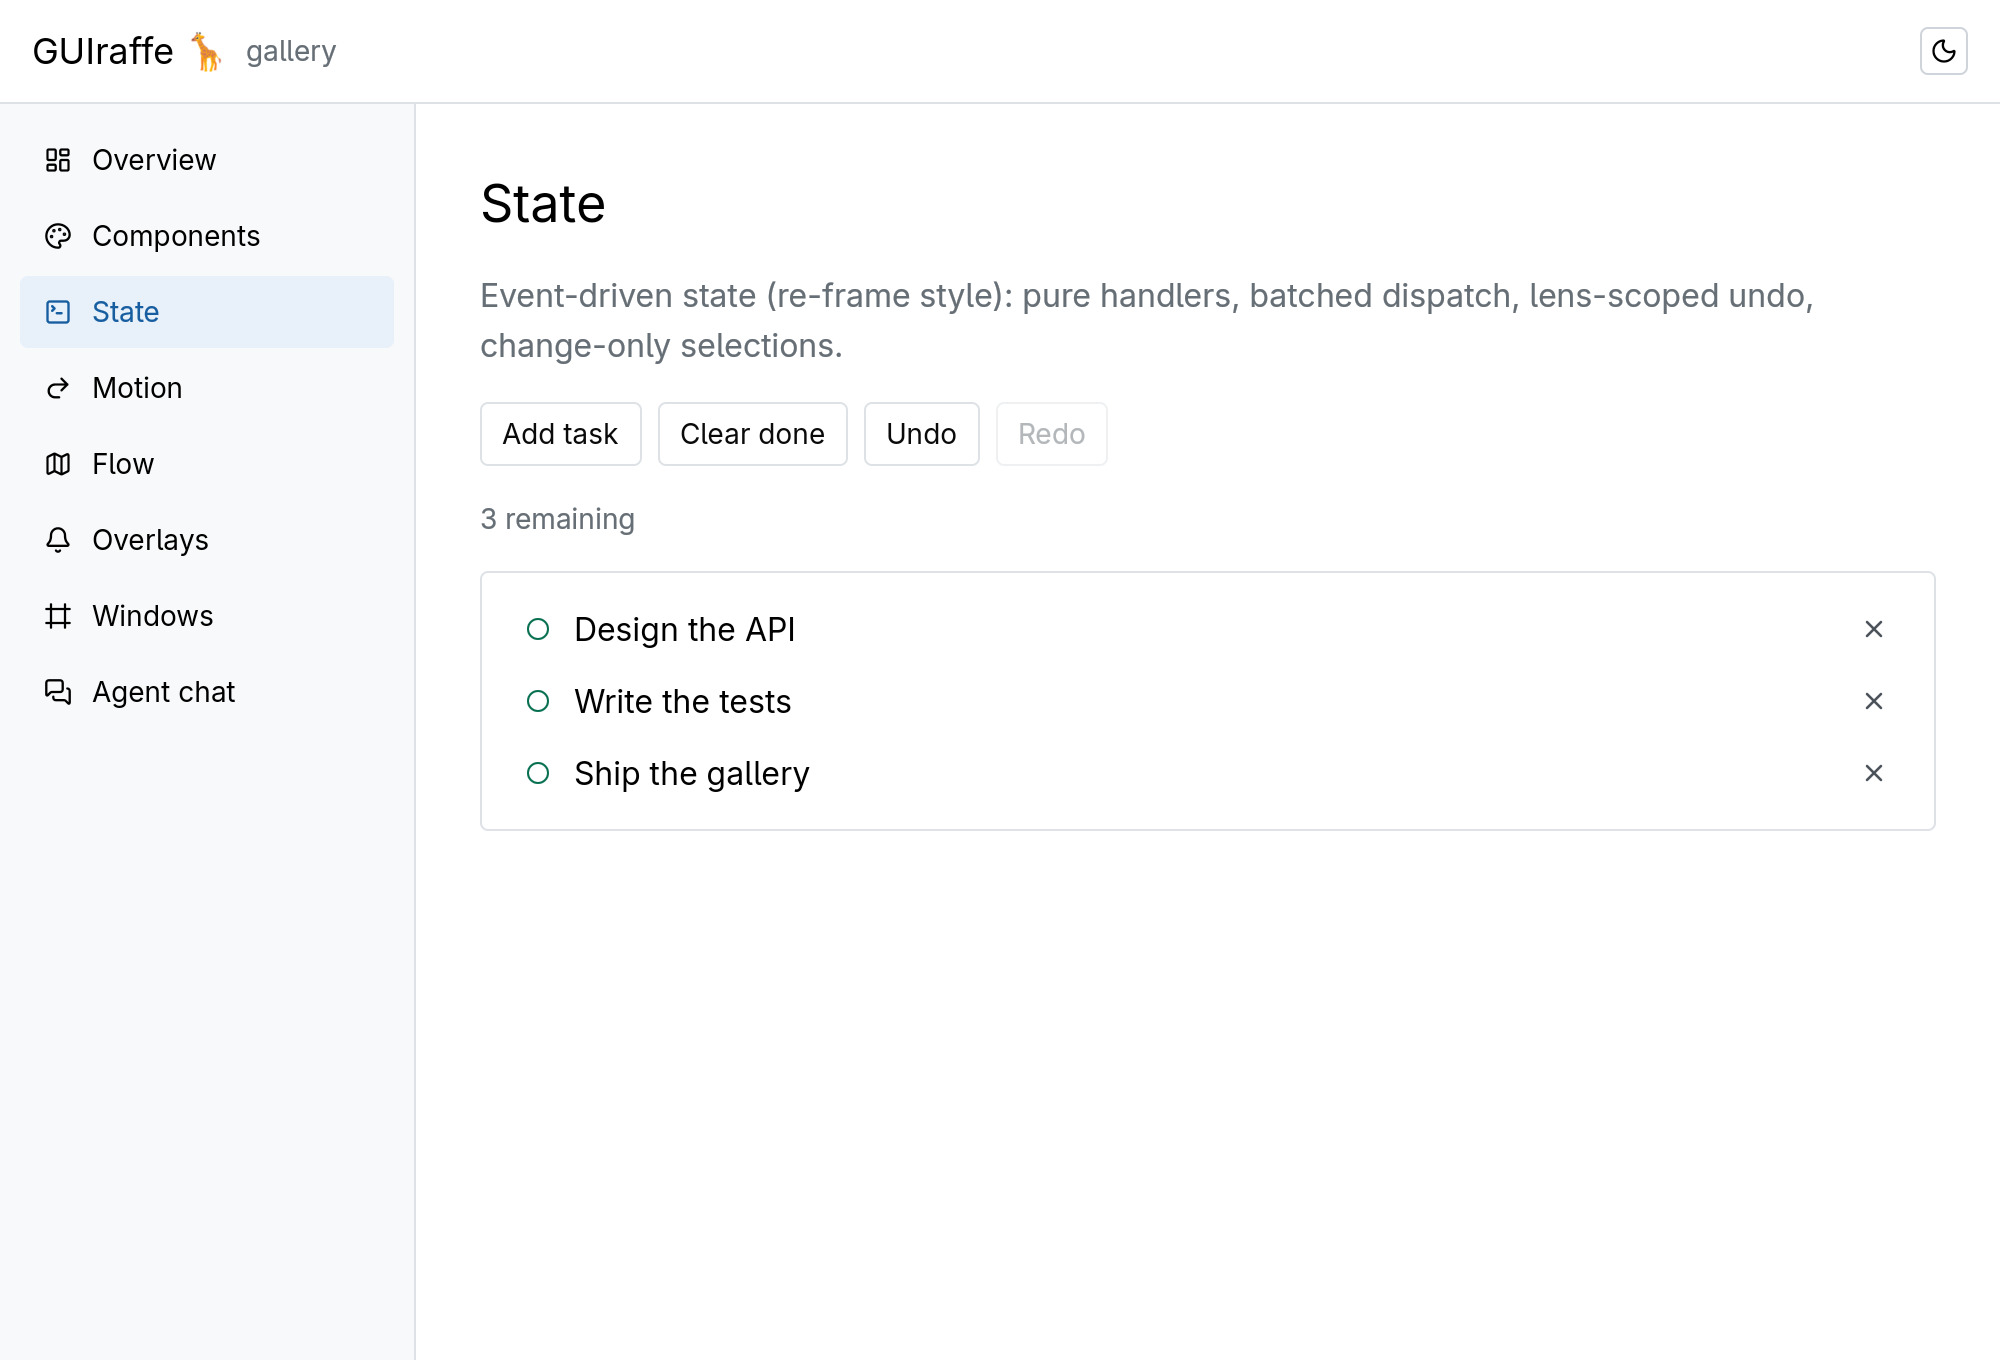 GUIraffe 🦒 gallery
Overview
Components
State
Motion
Flow
Overlays
Windows
Agent chat
State
Event-driven state (re-frame style): pure handlers, batched dispatch, lens-scoped undo,
change-only selections.
Add task Clear done Undo Redo
3 remaining
Design the API
Write the tests
Ship the gallery